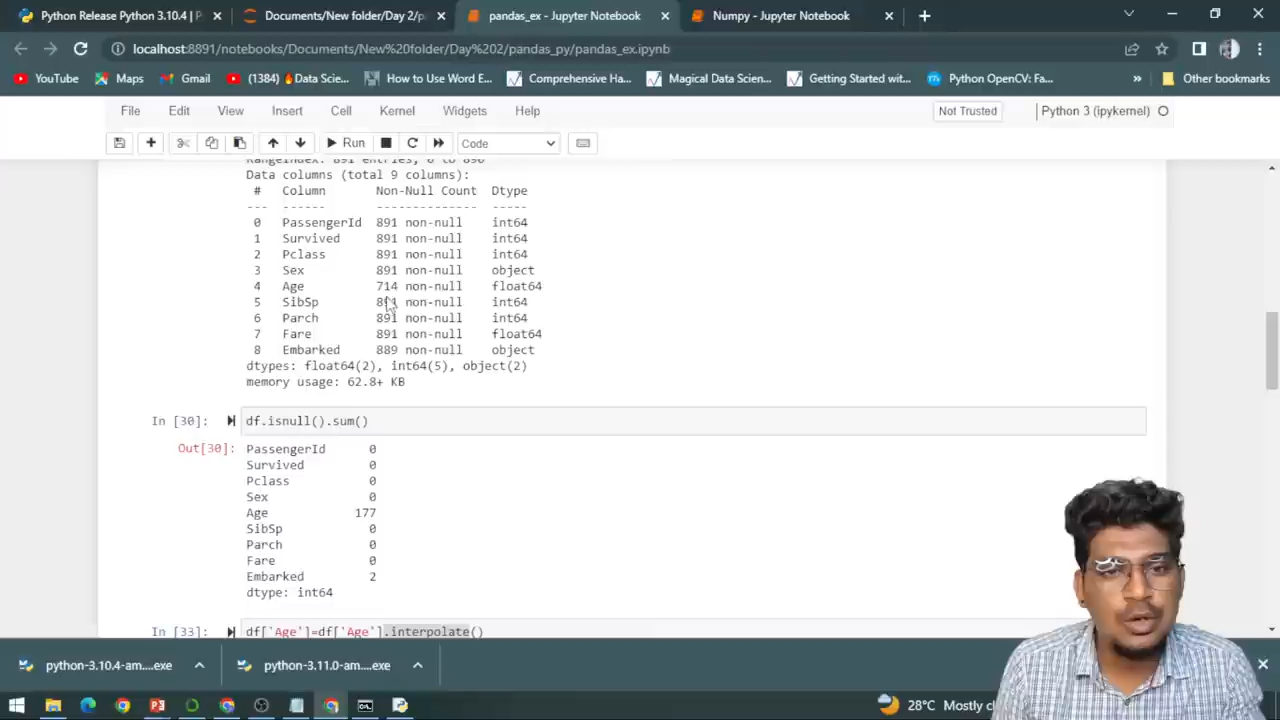 Python Release Python 3.10.4 | P
Documents/New folder/Day 2/pa
pandas_ex - Jupyter Notebook
Numpy - Jupyter Notebook
localhost:8891/notebooks/Documents/New%20folder/Day%202/pandas_py/pandas_ex.ipynb
YouTube Maps Gmail (1384) 🔥Data Scie... How to Use Word E... Comprehensive Ha... Magical Data Scien... Getting Started wit... Python OpenCV: Fa... » Other bookmarks
File Edit View Insert Cell Kernel Widgets Help Not Trusted Python 3 (ipykernel)
Run Code
RangeIndex: 891 entries, 0 to 890
Data columns (total 9 columns):
# Column Non-Null Count Dtype
--- ------ -------------- -----
0 PassengerId 891 non-null int64
1 Survived 891 non-null int64
2 Pclass 891 non-null int64
3 Sex 891 non-null object
4 Age 714 non-null float64
5 SibSp 891 non-null int64
6 Parch 891 non-null int64
7 Fare 891 non-null float64
8 Embarked 889 non-null object
dtypes: float64(2), int64(5), object(2)
memory usage: 62.8+ KB
In [30]: df.isnull().sum()
Out[30]: PassengerId 0
Survived 0
Pclass 0
Sex 0
Age 177
SibSp 0
Parch 0
Fare 0
Embarked 2
dtype: int64
In [33]: df['Age']=df['Age'].interpolate()
python-3.10.4-am....exe python-3.11.0-am....exe
28°C Mostly